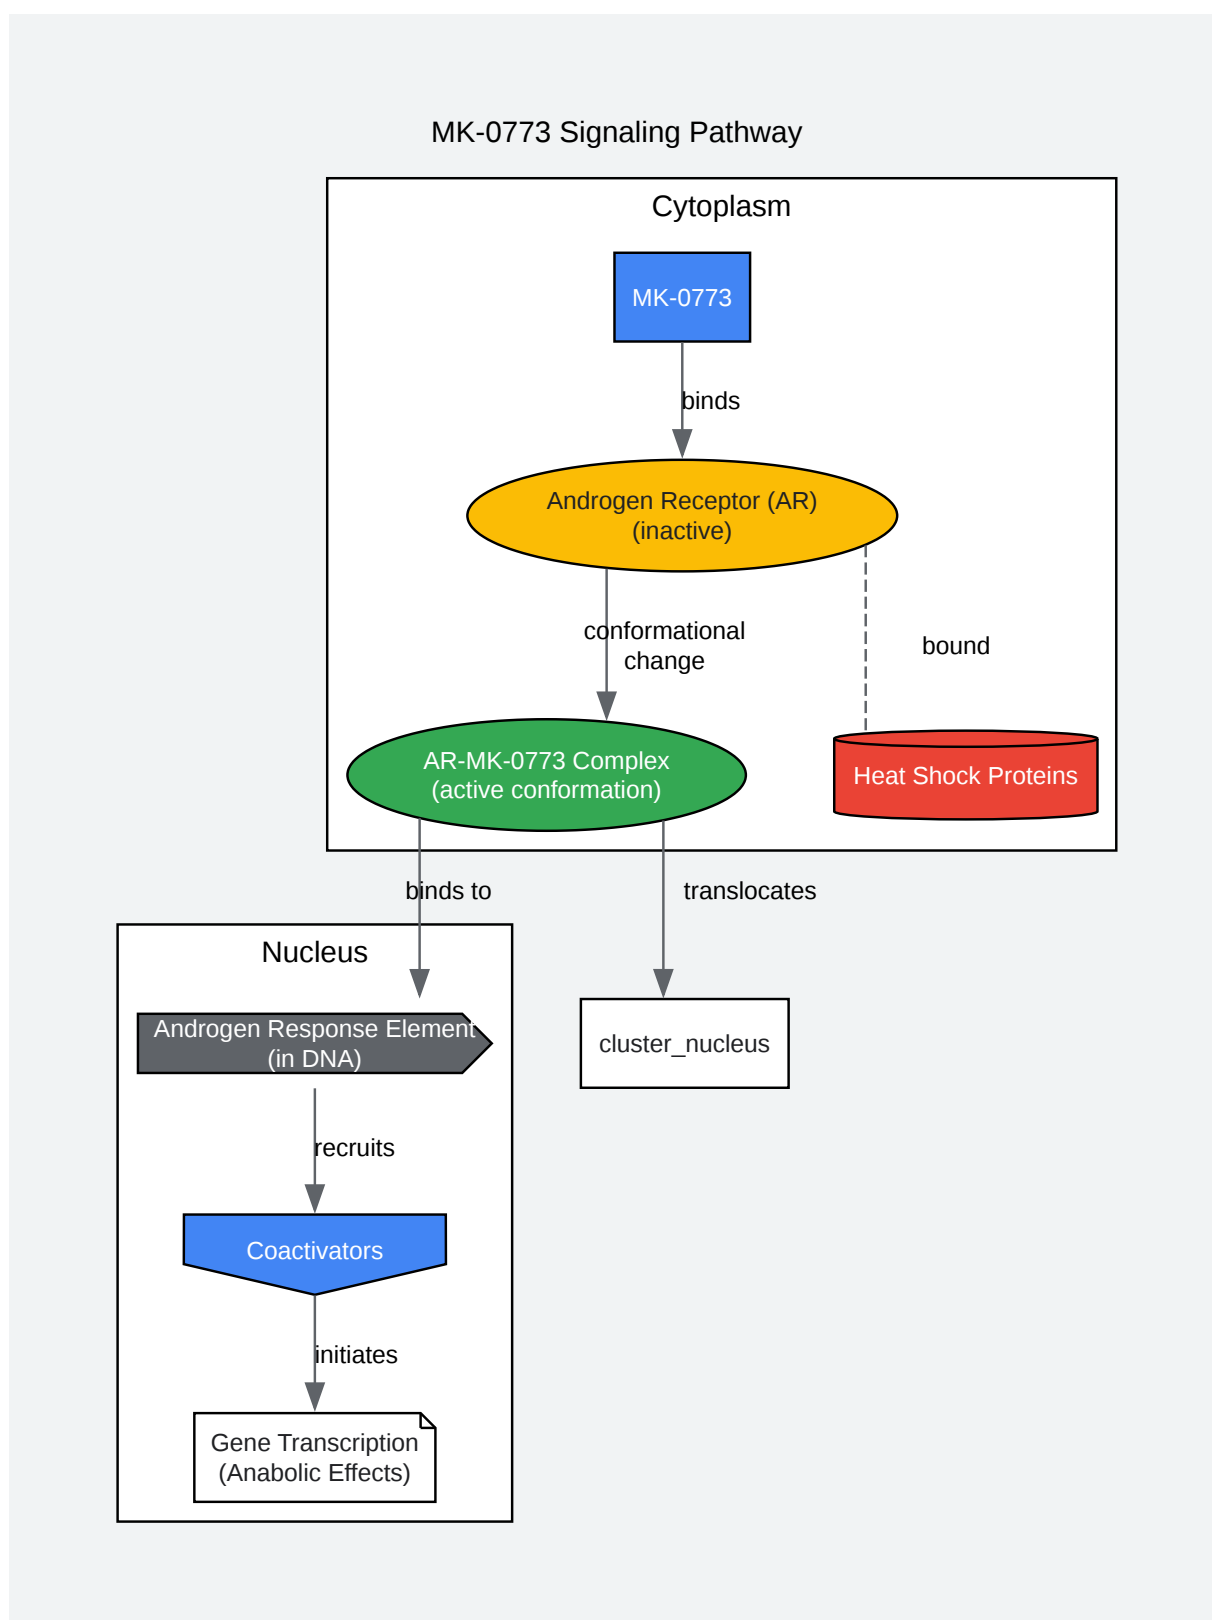 MK-0773 Signaling Pathway
Cytoplasm
MK-0773
binds
Androgen Receptor (AR)
(inactive)
conformational
change
bound
AR-MK-0773 Complex
(active conformation)
Heat Shock Proteins
binds to
translocates
Nucleus
Androgen Response Element
(in DNA)
cluster_nucleus
recruits
Coactivators
initiates
Gene Transcription
(Anabolic Effects)